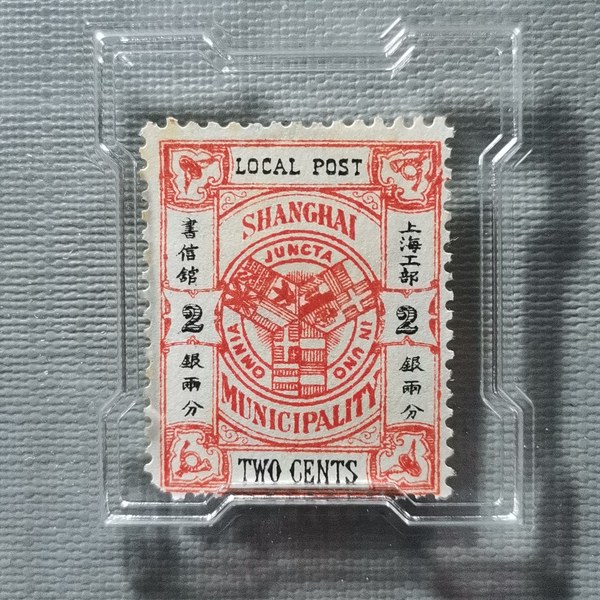 LOCAL POST
SHANGHAI
OMNIA JUNCTA IN UNO
上海工部
書信館
2
2
銀兩分
銀兩分
MUNICIPALITY
TWO CENTS